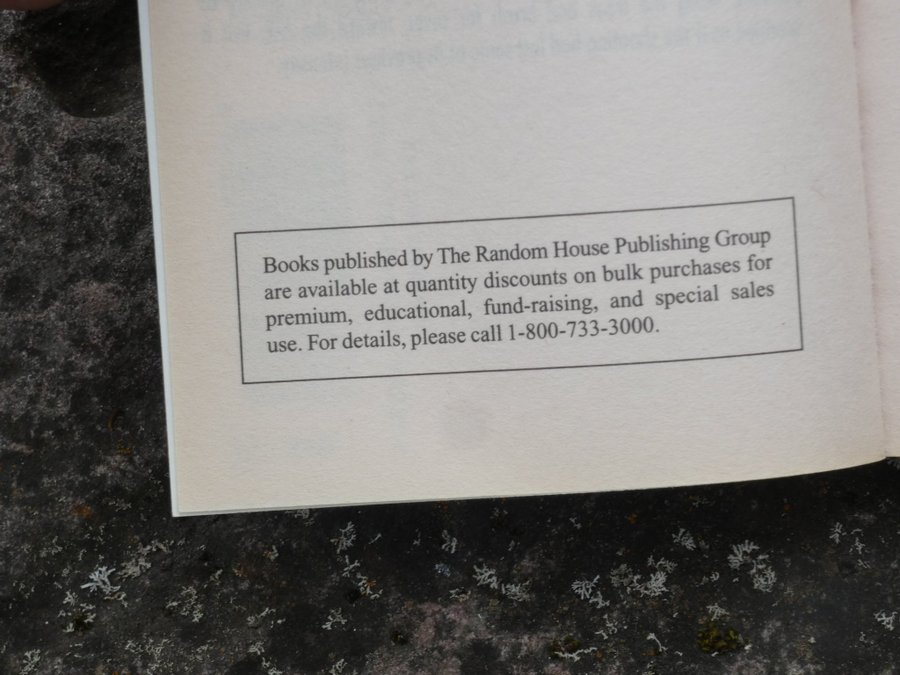 Books published by The Random House Publishing Group
are available at quantity discounts on bulk purchases for
premium, educational, fund-raising, and special sales
use. For details, please call 1-800-733-3000.